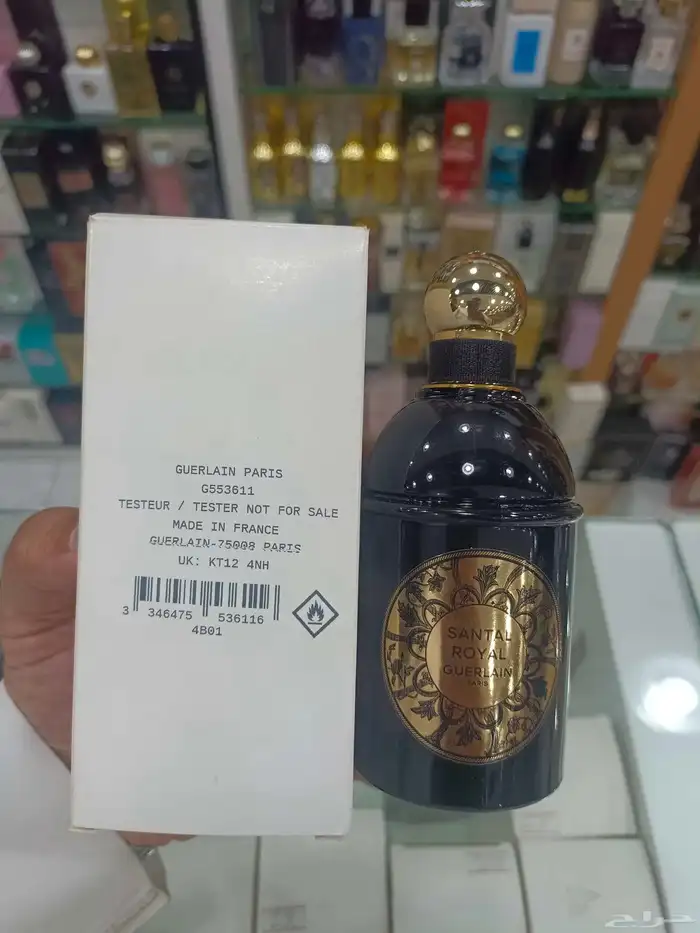 GUERLAIN PARIS
G553611
TESTEUR / TESTER NOT FOR SALE
MADE IN FRANCE
GUERLAIN-75008 PARIS
UK: KT12 4NH
3 346475 536116
4B01
SANTAL
ROYAL
GUERLAIN
PARIS
حراج